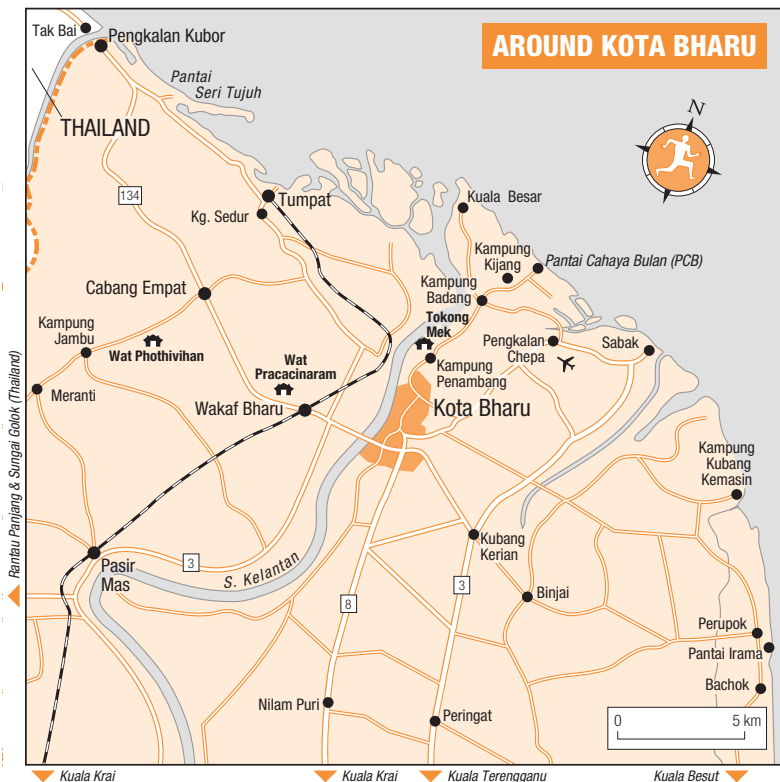 AROUND KOTA BHARU
Tak Bai
Pengkalan Kubor
Pantai
Seri Tujuh
THAILAND
N
134
Tumpat
Kg. Sedur
Kuala Besar
Kampung
Kijang
Pantai Cahaya Bulan (PCB)
Cabang Empat
Kampung
Badang
Kampung
Jambu
Wat Phothivihan
Tokong
Mek
Pengkalan
Chepa
Sabak
Wat
Pracacinaram
Kampung
Penambang
Meranti
Wakaf Bharu
Kota Bharu
Kampung
Kubang
Kemasin
Rantau Panjang & Sungai Golok (Thailand)
Pasir
Mas
3
S. Kelantan
Kubang
Kerian
3
8
Binjai
Perupok
Pantai Irama
Bachok
Nilam Puri
Peringat
0
5 km
Kuala Krai
Kuala Krai
Kuala Terengganu
Kuala Besut